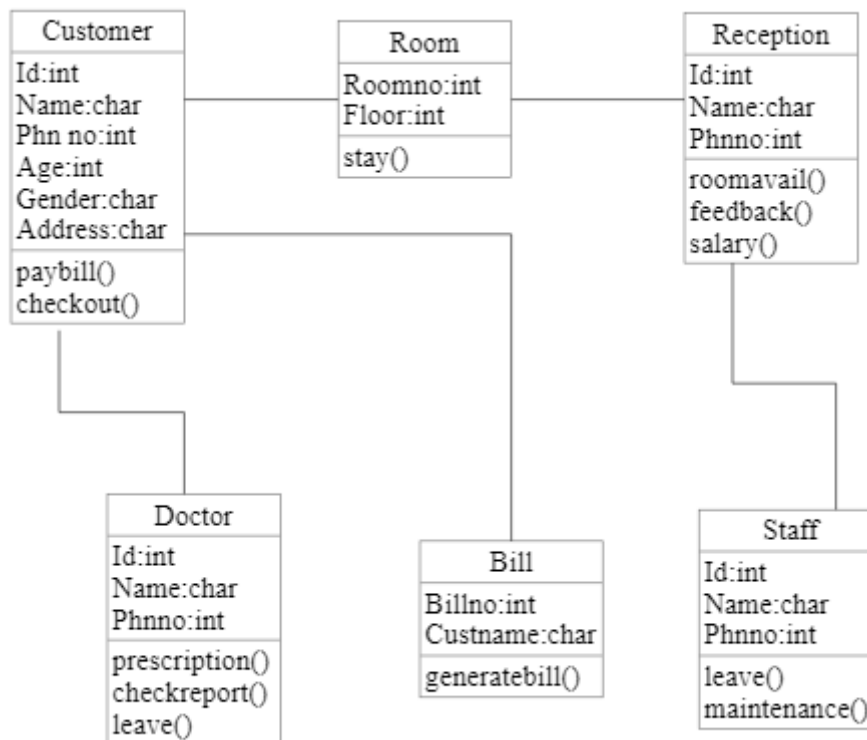 Customer
Id:int
Name:char
Phn no:int
Age:int
Gender:char
Address:char
paybill()
checkout()
Room
Roomno:int
Floor:int
stay()
Reception
Id:int
Name:char
Phnno:int
roomavail()
feedback()
salary()
Doctor
Id:int
Name:char
Phnno:int
prescription()
checkreport()
leave()
Bill
Billno:int
Custname:char
generatebill()
Staff
Id:int
Name:char
Phnno:int
leave()
maintenance()